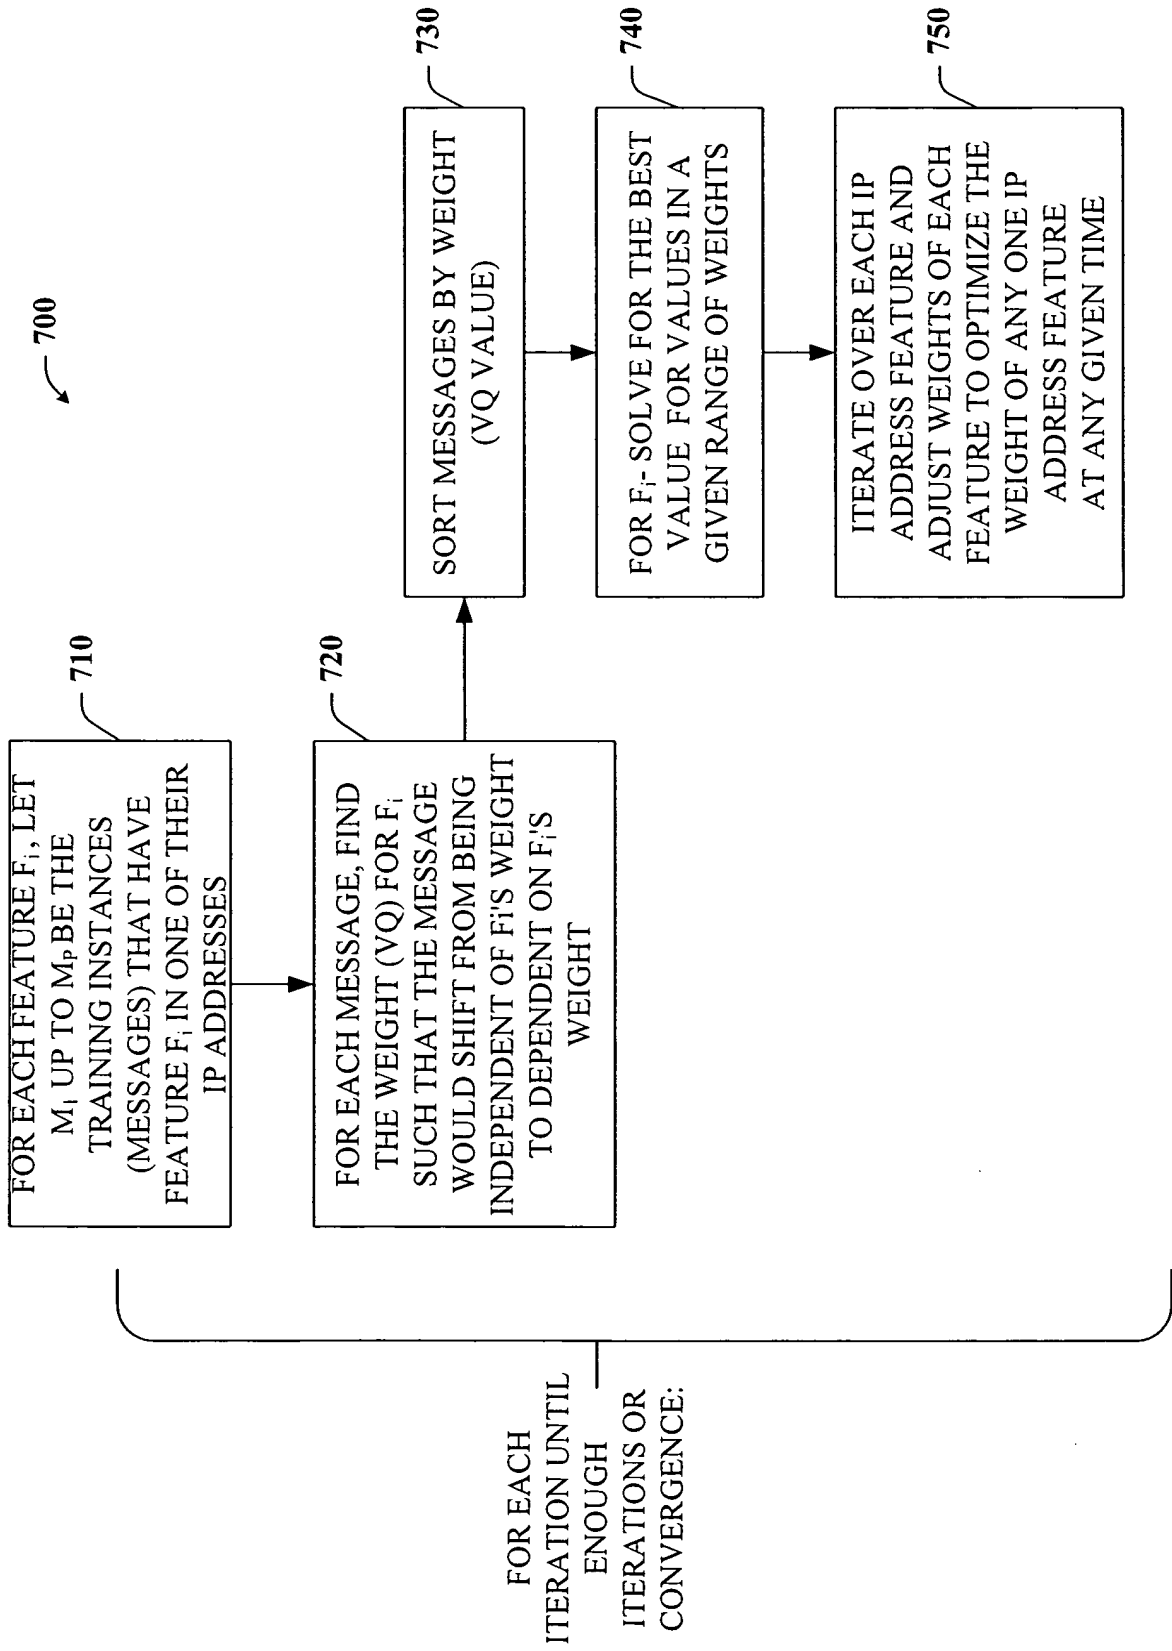 700
FOR EACH
ITERATION UNTIL
ENOUGH
ITERATIONS OR
CONVERGENCE:
710
FOR EACH FEATURE Fi, LET
Mi UP TO MP BE THE
TRAINING INSTANCES
(MESSAGES) THAT HAVE
FEATURE Fi IN ONE OF THEIR
IP ADDRESSES
720
FOR EACH MESSAGE, FIND
THE WEIGHT (VQ) FOR Fi
SUCH THAT THE MESSAGE
WOULD SHIFT FROM BEING
INDEPENDENT OF Fi'S WEIGHT
TO DEPENDENT ON Fi'S
WEIGHT
730
SORT MESSAGES BY WEIGHT
(VQ VALUE)
740
FOR Fi- SOLVE FOR THE BEST
VALUE FOR VALUES IN A
GIVEN RANGE OF WEIGHTS
750
ITERATE OVER EACH IP
ADDRESS FEATURE AND
ADJUST WEIGHTS OF EACH
FEATURE TO OPTIMIZE THE
WEIGHT OF ANY ONE IP
ADDRESS FEATURE
AT ANY GIVEN TIME